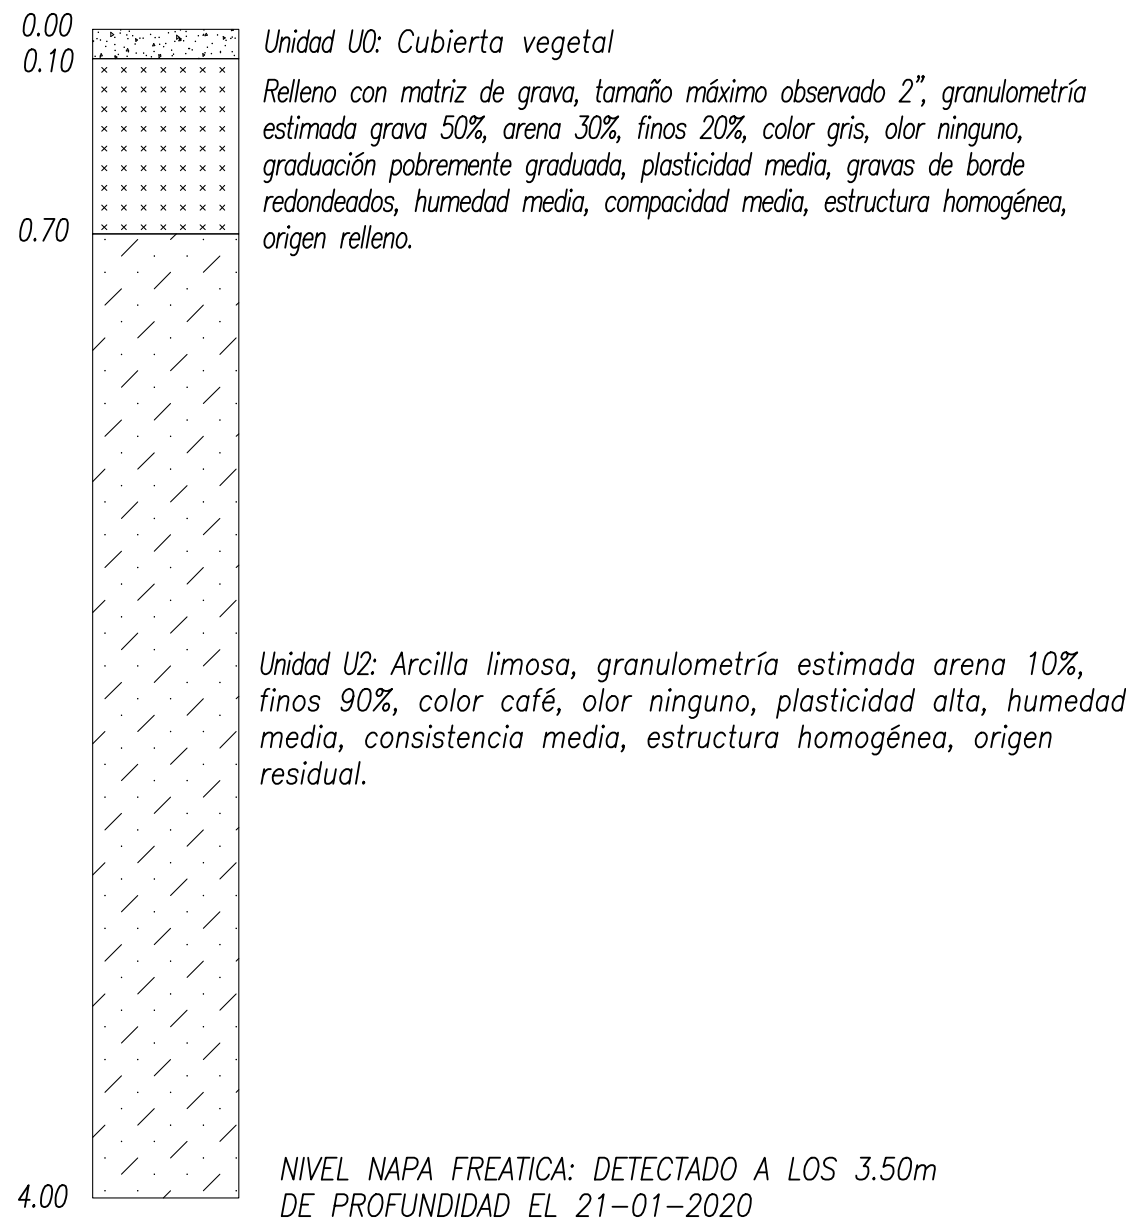 0.00
Unidad U0: Cubierta vegetal
0.10
Relleno con matriz de grava, tamaño máximo observado 2", granulometría
estimada grava 50%, arena 30%, finos 20%, color gris, olor ninguno,
graduación pobremente graduada, plasticidad media, gravas de borde
redondeados, humedad media, compacidad media, estructura homogénea,
origen relleno.
0.70
Unidad U2: Arcilla limosa, granulometría estimada arena 10%,
finos 90%, color café, olor ninguno, plasticidad alta, humedad
media, consistencia media, estructura homogénea, origen
residual.
NIVEL NAPA FREATICA: DETECTADO A LOS 3.50m
DE PROFUNDIDAD EL 21-01-2020
4.00